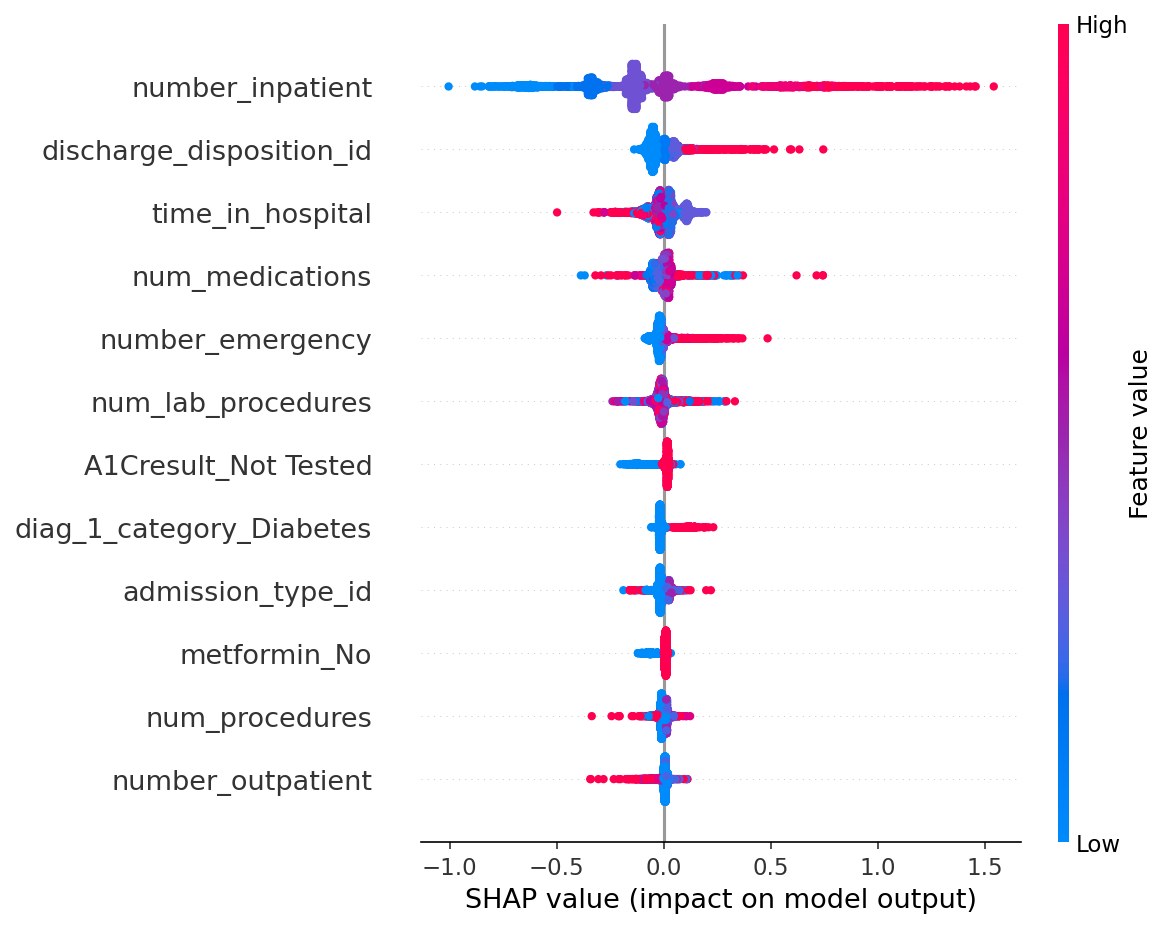 High
number_inpatient
discharge_disposition_id
time_in_hospital
num_medications
number_emergency
num_lab_procedures
A1Cresult_Not Tested
diag_1_category_Diabetes
admission_type_id
metformin_No
num_procedures
number_outpatient
Feature value
Low
−1.0 −0.5 0.0 0.5 1.0 1.5
SHAP value (impact on model output)